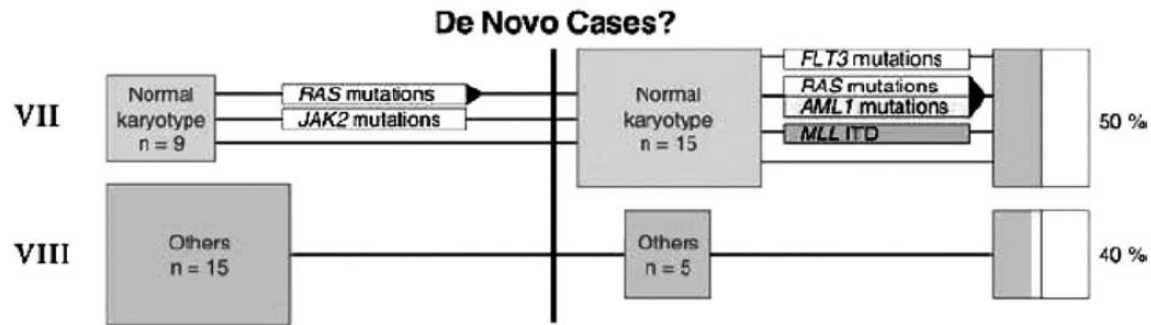 De Novo Cases?
VII
Normal
karyotype
n = 9
RAS mutations
JAK2 mutations
Normal
karyotype
n = 15
FLT3 mutations
RAS mutations
AML1 mutations
MLL ITD
50 %
VIII
Others
n = 15
Others
n = 5
40 %